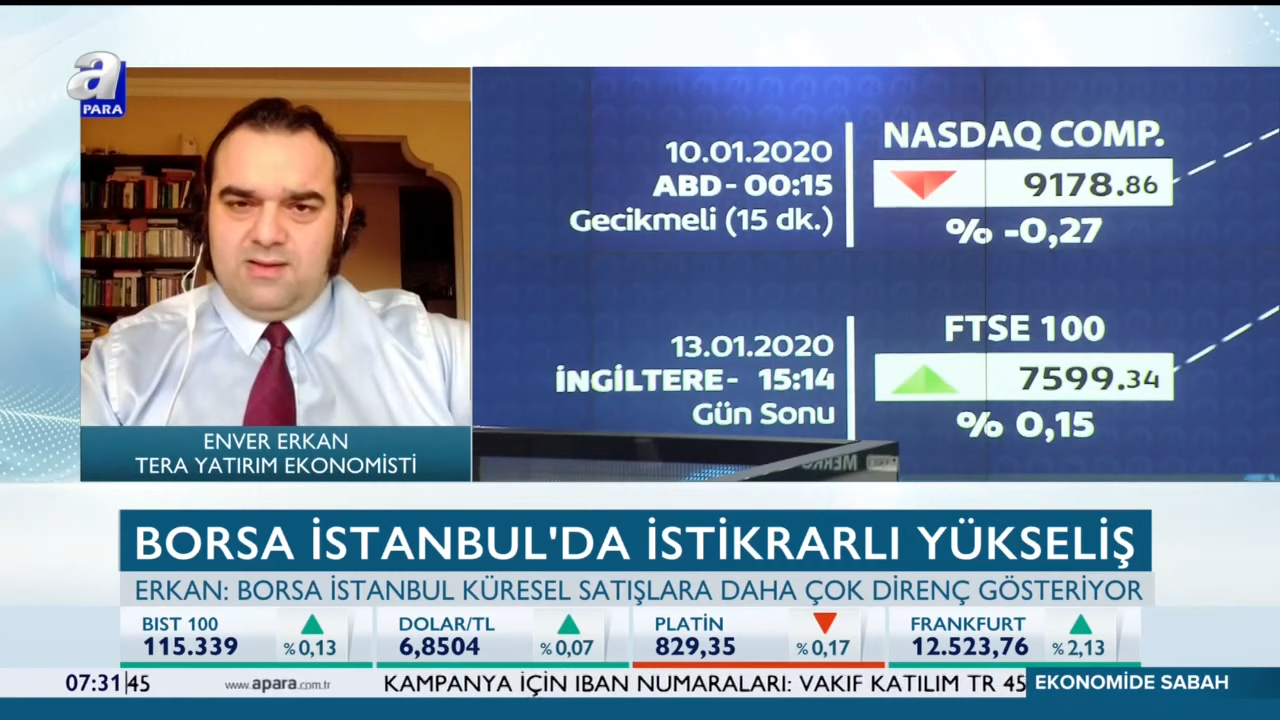 a
PARA
10.01.2020
ABD - 00:15
Gecikmeli (15 dk.)
NASDAQ COMP.
9178.86
% -0,27
13.01.2020
İNGİLTERE - 15:14
Gün Sonu
FTSE 100
7599.34
% 0,15
ENVER ERKAN
TERA YATIRIM EKONOMİSTİ
BORSA İSTANBUL'DA İSTİKRARLI YÜKSELİŞ
ERKAN: BORSA İSTANBUL KÜRESEL SATIŞLARA DAHA ÇOK DİRENÇ GÖSTERİYOR
BIST 100
115.339 %0,13
DOLAR/TL
6,8504 %0,07
PLATİN
829,35 %0,17
FRANKFURT
12.523,76 %2,13
07:31 45 www.apara.com.tr KAMPANYA İÇİN IBAN NUMARALARI: VAKIF KATILIM TR 45 EKONOMİDE SABAH